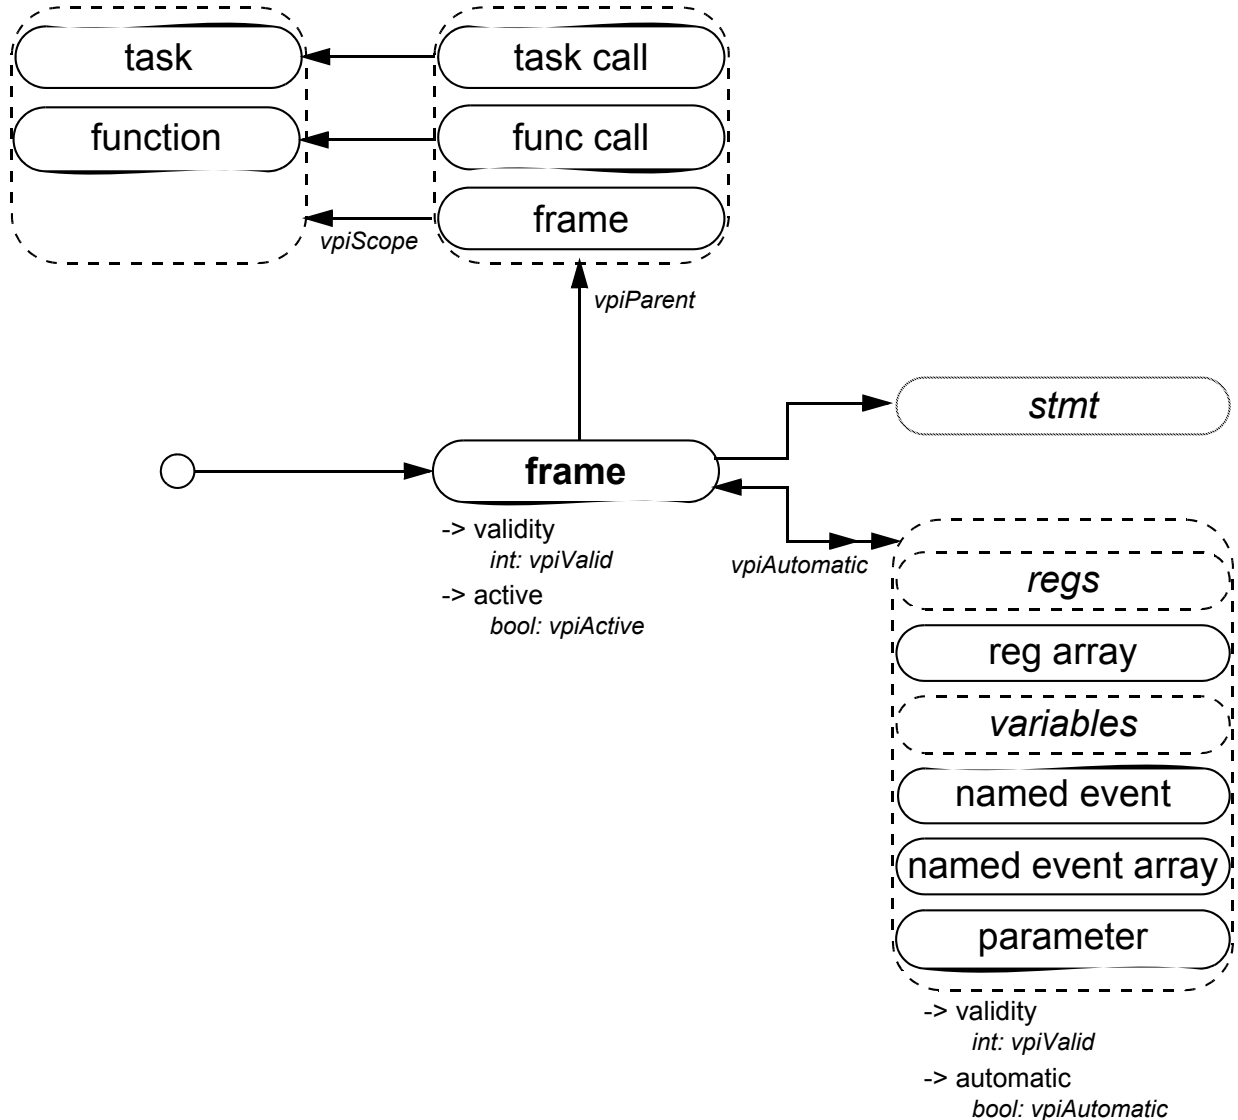 task
task call
function
func call
frame
vpiScope
vpiParent
stmt
frame
-> validity
int: vpiValid
-> active
bool: vpiActive
vpiAutomatic
regs
reg array
variables
named event
named event array
parameter
-> validity
int: vpiValid
-> automatic
bool: vpiAutomatic